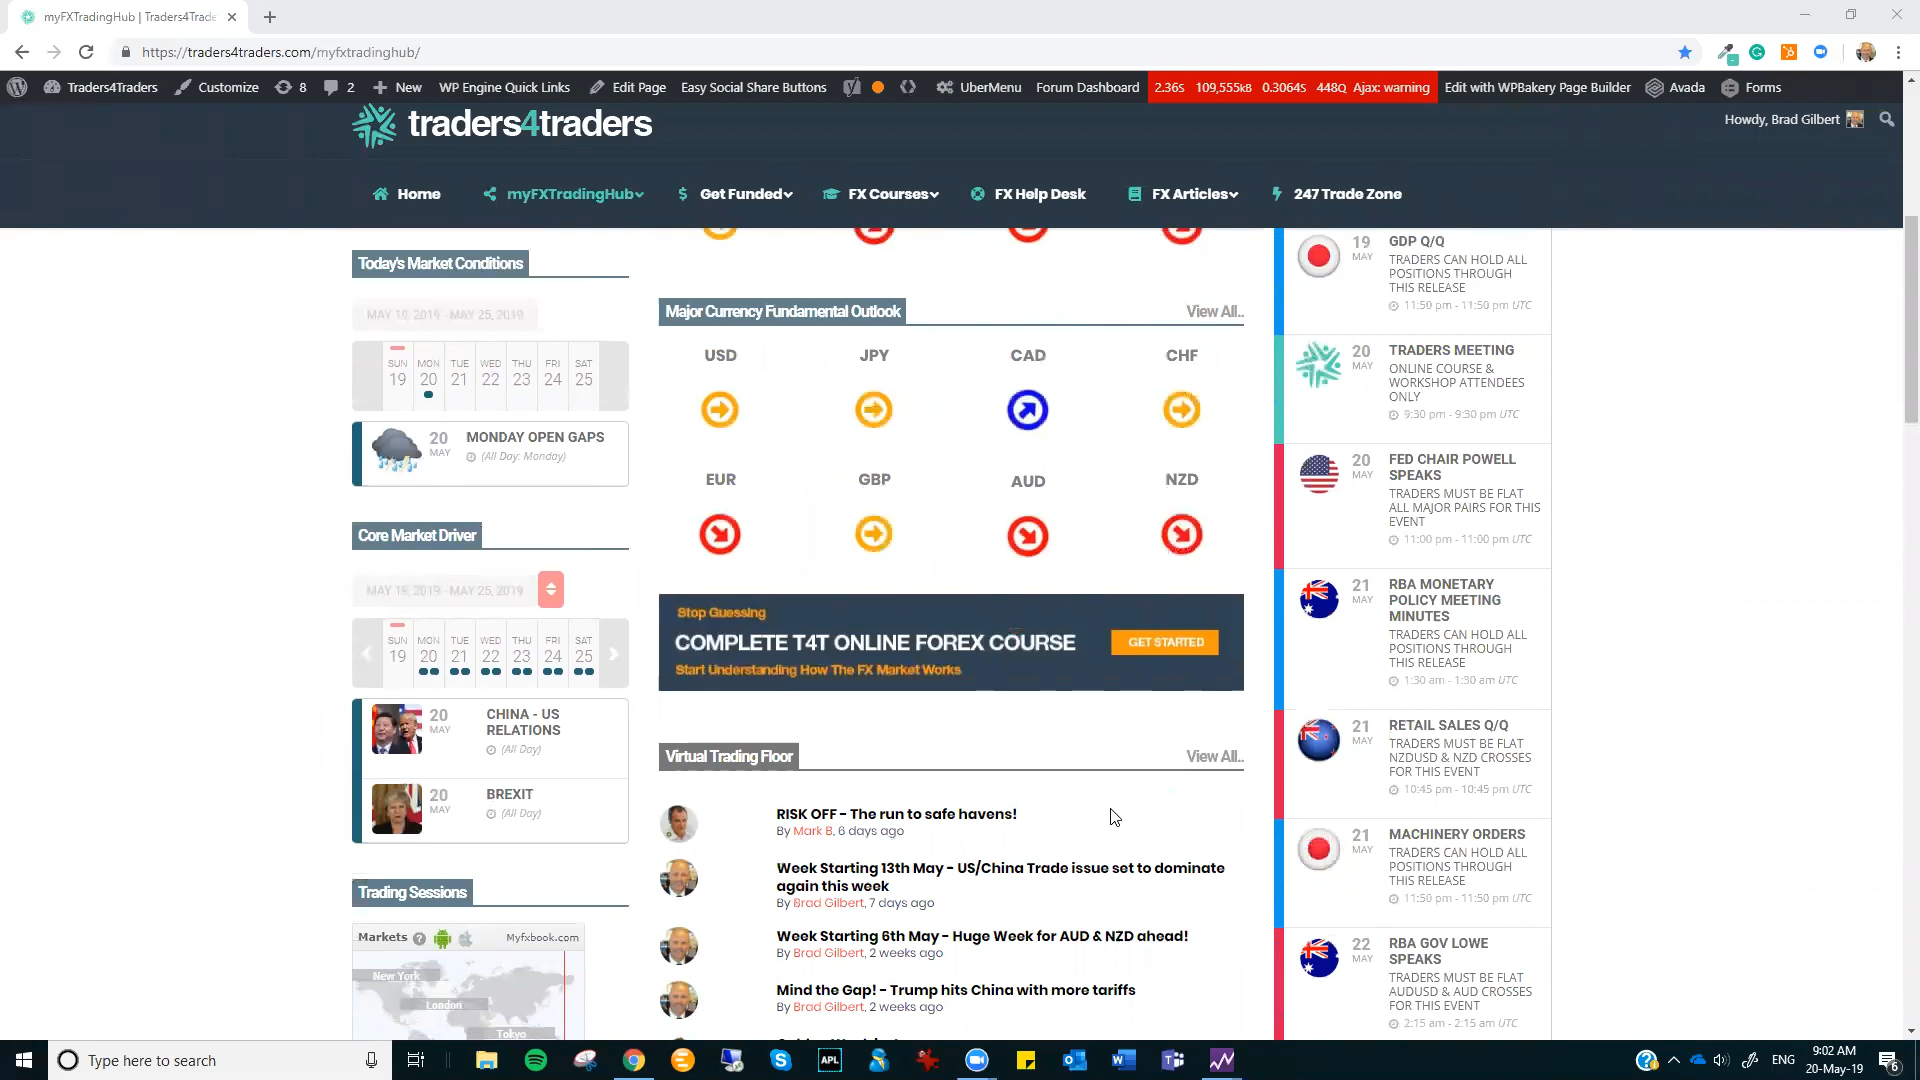 myFXTradingHub | Traders4Trade
https://traders4traders.com/myfxtradinghub/
Traders4Traders
Customize
8
2
New
WP Engine Quick Links
Edit Page
Easy Social Share Buttons
UberMenu
Forum Dashboard
2.36S 109,555KB 0.3064S 448Q Ajax: warning
Edit with WPBakery Page Builder
Avada
Forms
traders4traders
Howdy, Brad Gilbert
Home
myFXTradingHub
Get Funded
FX Courses
FX Help Desk
FX Articles
247 Trade Zone
Today's Market Conditions
MAY 19, 2019 - MAY 25, 2019
SUN MON TUE WED THU FRI SAT
19 20 21 22 23 24 25
20 MAY
MONDAY OPEN GAPS
(All Day: Monday)
Core Market Driver
MAY 19, 2019 - MAY 25, 2019
SUN MON TUE WED THU FRI SAT
19 20 21 22 23 24 25
20 MAY
CHINA - US
RELATIONS
(All Day)
20 MAY
BREXIT
(All Day)
Trading Sessions
Markets
Myfxbook.com
New York
London
Tokyo
Major Currency Fundamental Outlook
View All..
USD JPY CAD CHF
EUR GBP AUD NZD
Stop Guessing
COMPLETE T4T ONLINE FOREX COURSE
Start Understanding How The FX Market Works
GET STARTED
Virtual Trading Floor
View All..
RISK OFF - The run to safe havens!
By Mark B, 6 days ago
Week Starting 13th May - US/China Trade issue set to dominate
again this week
By Brad Gilbert, 7 days ago
Week Starting 6th May - Huge Week for AUD & NZD ahead!
By Brad Gilbert, 2 weeks ago
Mind the Gap! - Trump hits China with more tariffs
By Brad Gilbert, 2 weeks ago
19 MAY
GDP Q/Q
TRADERS CAN HOLD ALL
POSITIONS THROUGH
THIS RELEASE
11:50 pm - 11:50 pm UTC
20 MAY
TRADERS MEETING
ONLINE COURSE &
WORKSHOP ATTENDEES
ONLY
9:30 pm - 9:30 pm UTC
20 MAY
FED CHAIR POWELL
SPEAKS
TRADERS MUST BE FLAT
ALL MAJOR PAIRS FOR THIS
EVENT
11:00 pm - 11:00 pm UTC
21 MAY
RBA MONETARY
POLICY MEETING
MINUTES
TRADERS CAN HOLD ALL
POSITIONS THROUGH
THIS RELEASE
1:30 am - 1:30 am UTC
21 MAY
RETAIL SALES Q/Q
TRADERS MUST BE FLAT
NZDUSD & NZD CROSSES
FOR THIS EVENT
10:45 pm - 10:45 pm UTC
21 MAY
MACHINERY ORDERS
TRADERS CAN HOLD ALL
POSITIONS THROUGH
THIS RELEASE
11:50 pm - 11:50 pm UTC
22 MAY
RBA GOV LOWE
SPEAKS
TRADERS MUST BE FLAT
AUDUSD & AUD CROSSES
FOR THIS EVENT
2:15 am - 2:15 am UTC
Type here to search
APL
ENG
9:02 AM
20-May-19
6